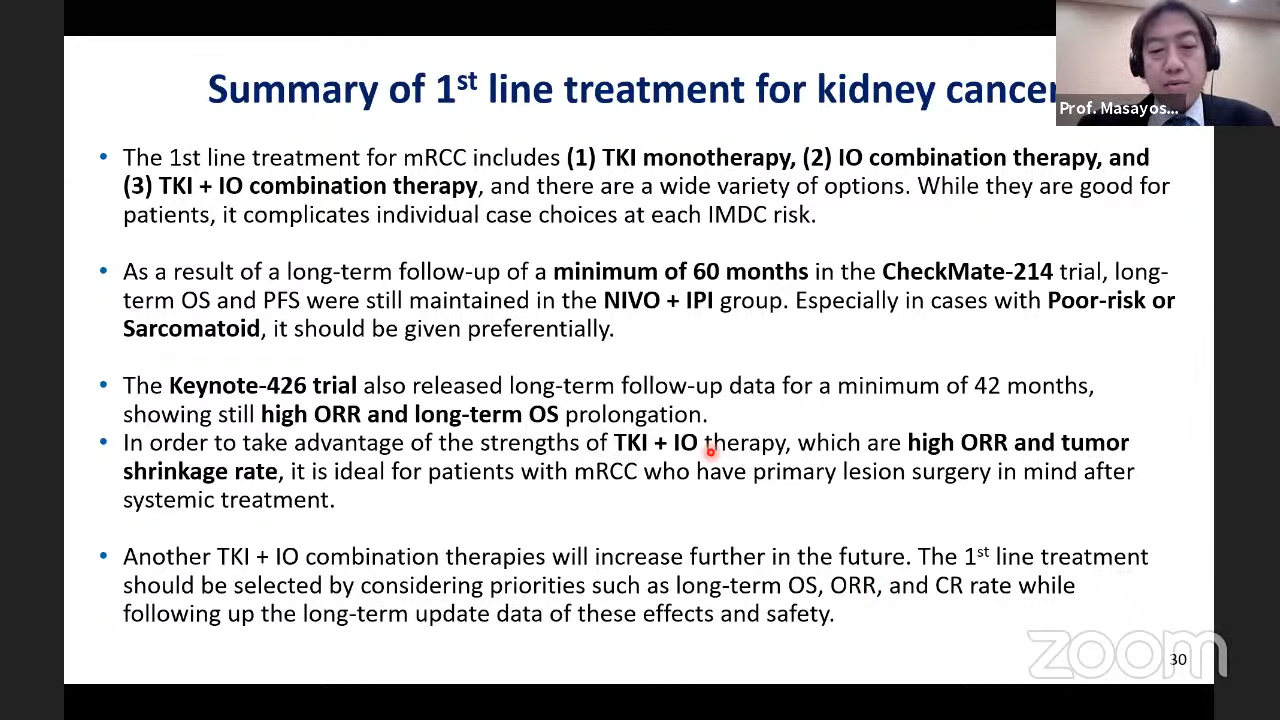 Summary of 1st line treatment for kidney cancer
Prof. Masayos...
• The 1st line treatment for mRCC includes (1) TKI monotherapy, (2) IO combination therapy, and
(3) TKI + IO combination therapy, and there are a wide variety of options. While they are good for
patients, it complicates individual case choices at each IMDC risk.
• As a result of a long-term follow-up of a minimum of 60 months in the CheckMate-214 trial, long-
term OS and PFS were still maintained in the NIVO + IPI group. Especially in cases with Poor-risk or
Sarcomatoid, it should be given preferentially.
• The Keynote-426 trial also released long-term follow-up data for a minimum of 42 months,
showing still high ORR and long-term OS prolongation.
• In order to take advantage of the strengths of TKI + IO therapy, which are high ORR and tumor
shrinkage rate, it is ideal for patients with mRCC who have primary lesion surgery in mind after
systemic treatment.
• Another TKI + IO combination therapies will increase further in the future. The 1st line treatment
should be selected by considering priorities such as long-term OS, ORR, and CR rate while
following up the long-term update data of these effects and safety.
zoom
30